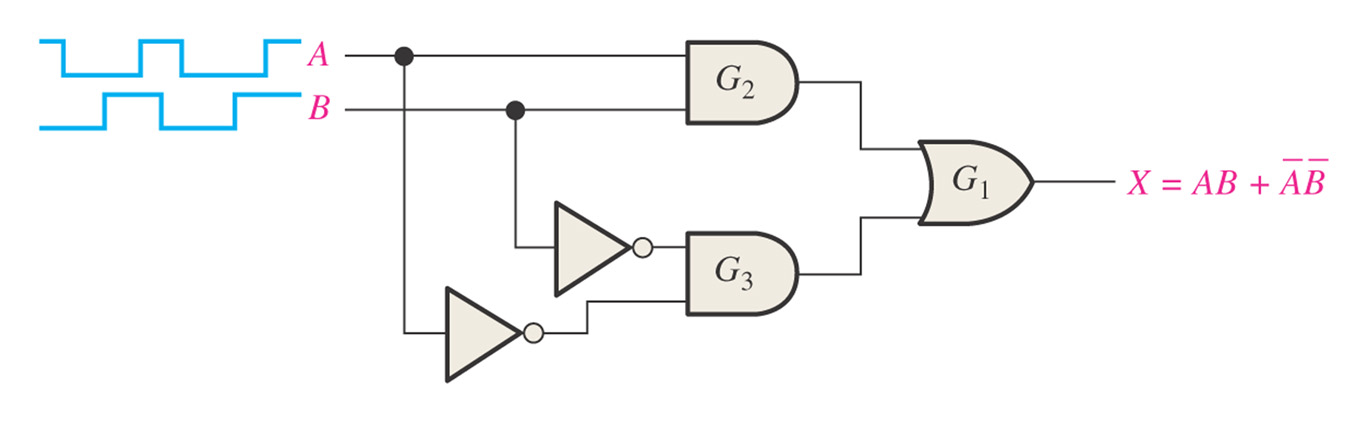 A
B
G₂
G₁
X = AB + A̅B̅
G₃